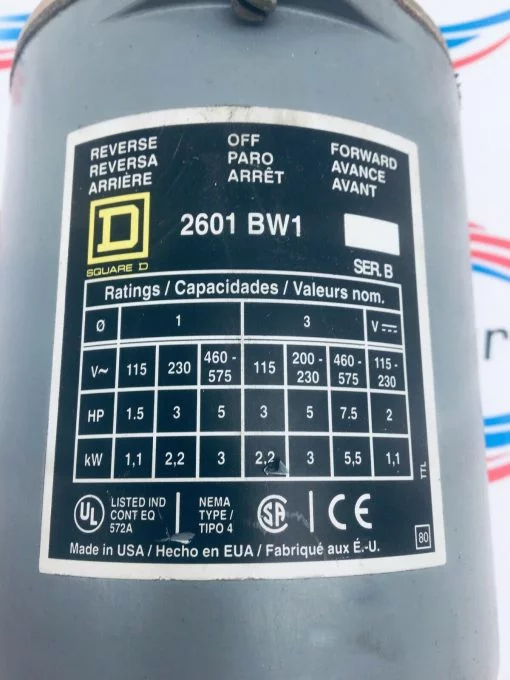 REVERSE
REVERSA
ARRIÈRE
OFF
PARO
ARRÊT
FORWARD
AVANCE
AVANT
D
SQUARE D
2601 BW1
SER. B
Ratings / Capacidades / Valeurs nom.
Ø 1 3 V⎓
V~ 115 230 460-575 115 200-230 460-575 115-230
HP 1.5 3 5 3 5 7.5 2
kW 1,1 2,2 3 2,2 3 5,5 1,1
UL LISTED IND CONT EQ 572A
NEMA TYPE / TIPO 4
SA
CE
Made in USA / Hecho en EUA / Fabriqué aux É.-U.
80
TTL
r